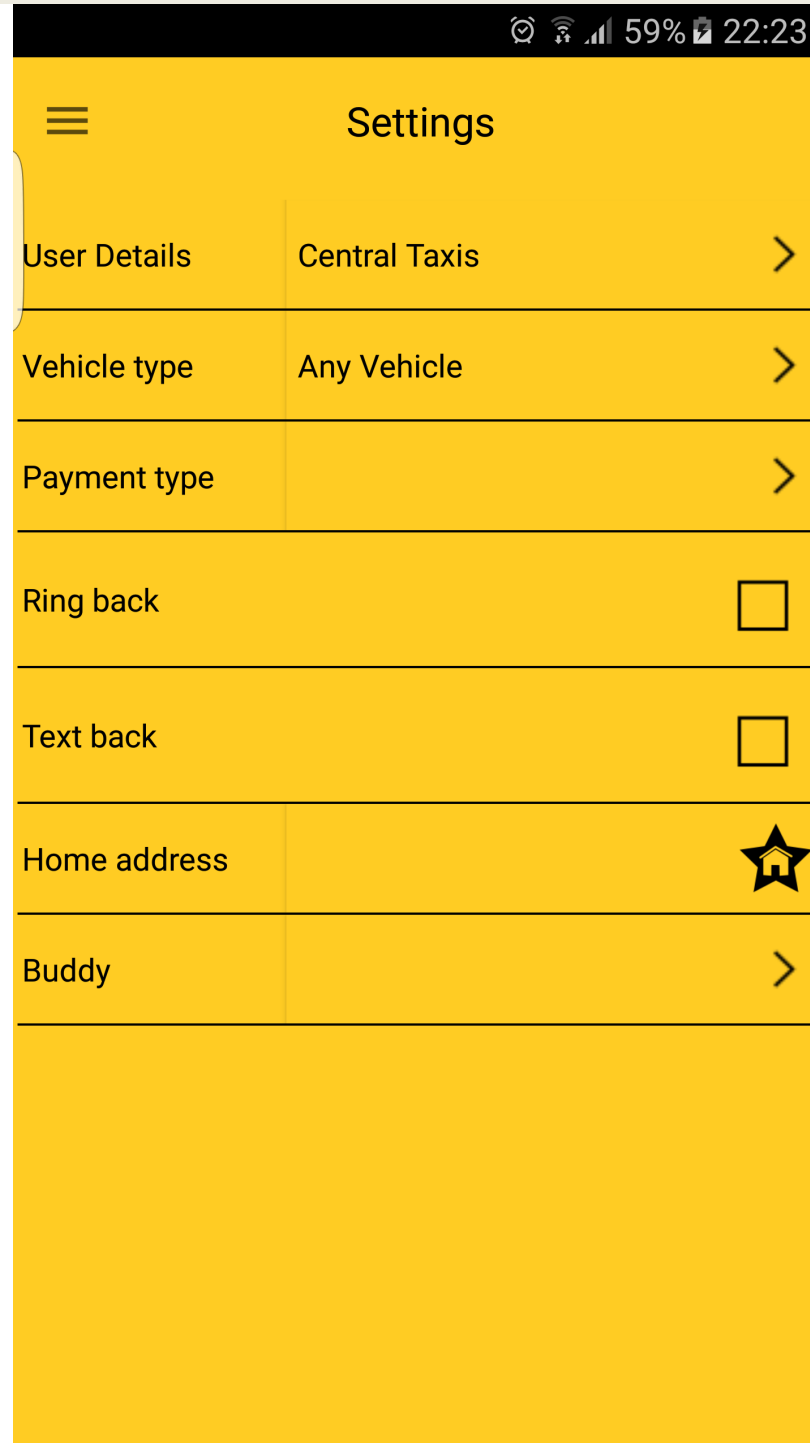 59% 22:23
Settings
User Details Central Taxis
Vehicle type Any Vehicle
Payment type
Ring back
Text back
Home address
Buddy